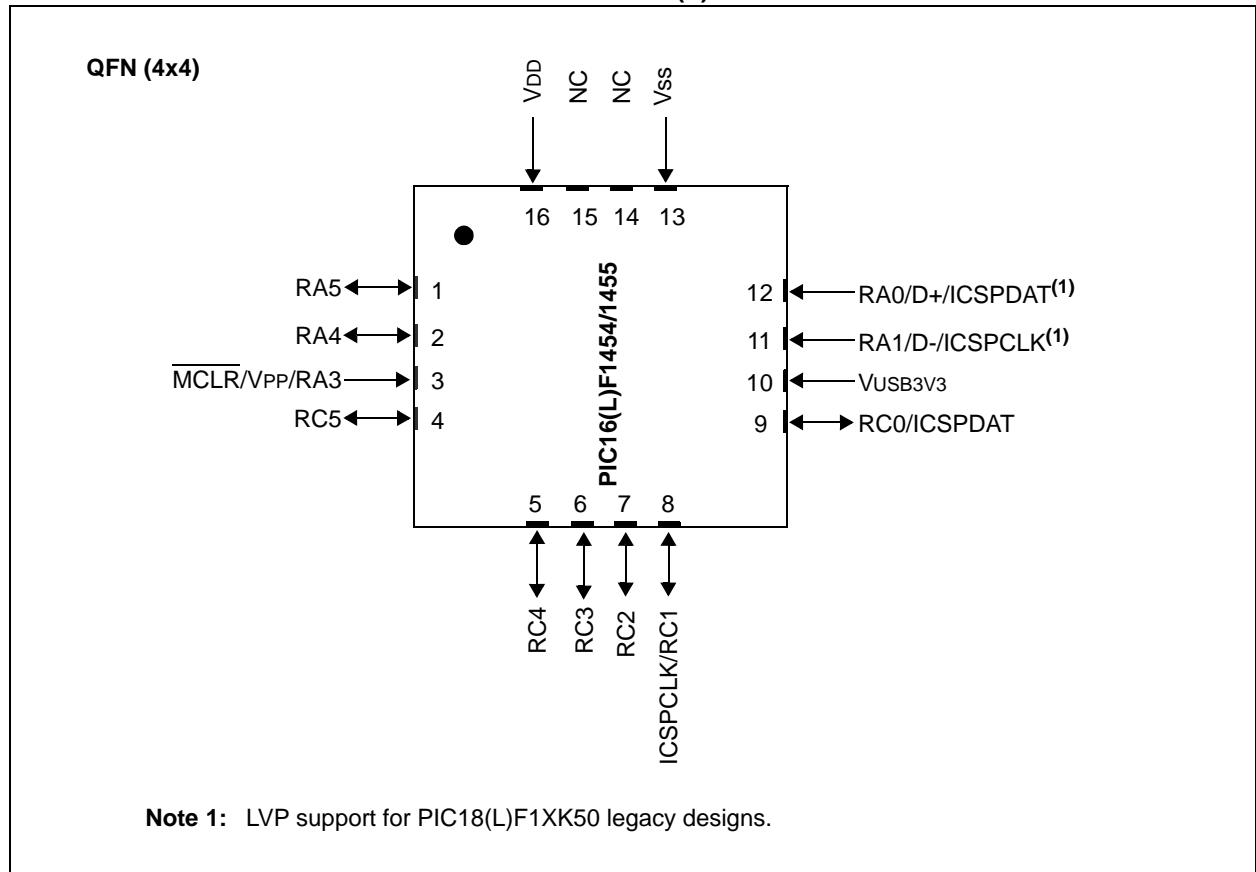 QFN (4x4)
VDD
NC
NC
Vss
16
15
14
13
PIC16(L)F1454/1455
RA5
1
RA4
2
MCLR/VPP/RA3
3
RC5
4
12
RA0/D+/ICSPDAT(1)
11
RA1/D-/ICSPCLK(1)
10
VUSB3V3
9
RC0/ICSPDAT
5
6
7
8
RC4
RC3
RC2
ICSPCLK/RC1
Note 1: LVP support for PIC18(L)F1XK50 legacy designs.